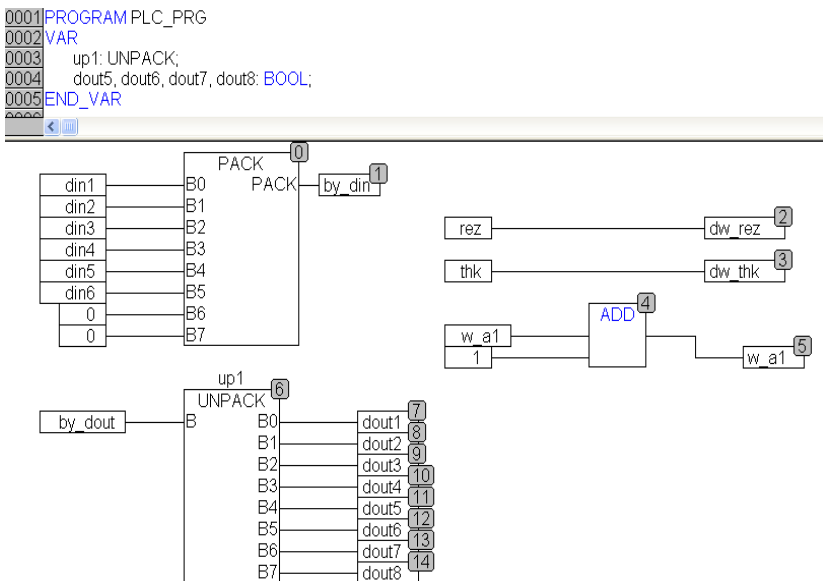 0001 PROGRAM PLC_PRG
0002 VAR
0003 up1: UNPACK;
0004 dout5, dout6, dout7, dout8: BOOL;
0005 END_VAR
0
PACK
din1 B0 PACK by_din 1
din2 B1
din3 B2
din4 B3
din5 B4
din6 B5
0 B6
0 B7
rez dw_rez 2
thk dw_thk 3
ADD 4
w_a1
1 w_a1 5
up1
UNPACK 6
by_dout B B0 dout1 7
B1 dout2 8
B2 dout3 9
B3 dout4 10
B4 dout5 11
B5 dout6 12
B6 dout7 13
B7 dout8 14